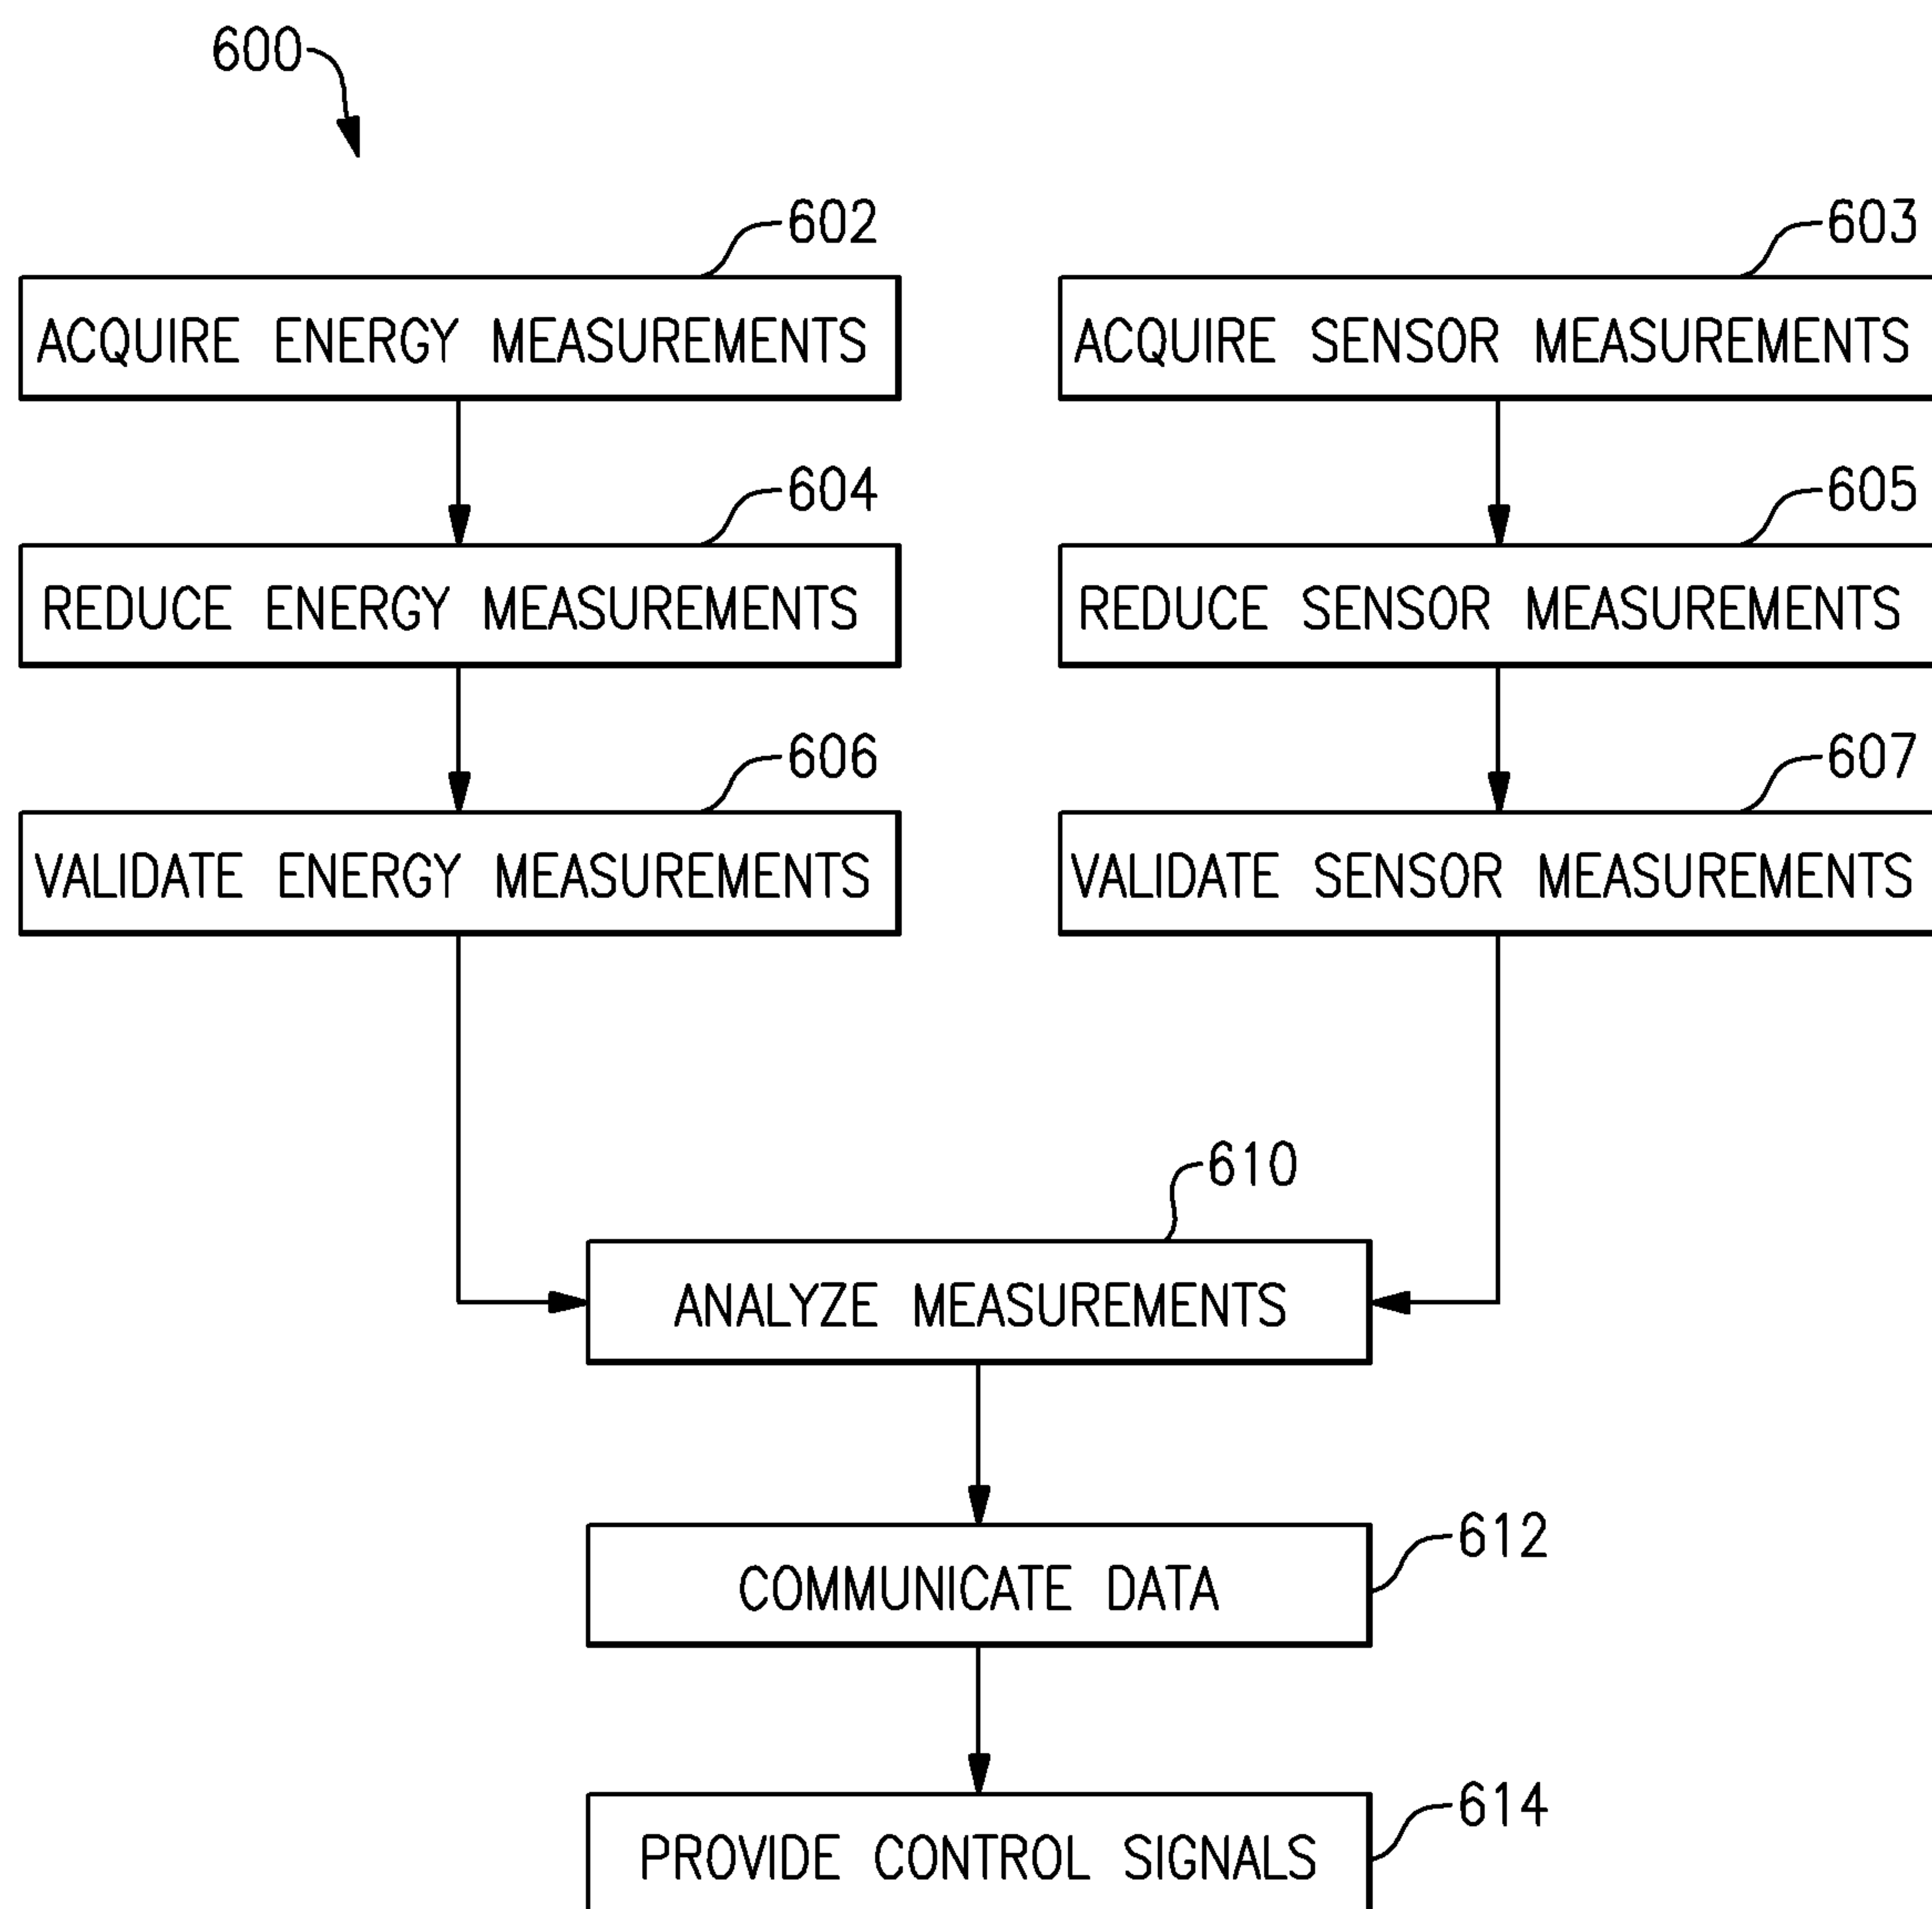 600
602
603
ACQUIRE ENERGY MEASUREMENTS
ACQUIRE SENSOR MEASUREMENTS
604
605
REDUCE ENERGY MEASUREMENTS
REDUCE SENSOR MEASUREMENTS
606
607
VALIDATE ENERGY MEASUREMENTS
VALIDATE SENSOR MEASUREMENTS
610
ANALYZE MEASUREMENTS
612
COMMUNICATE DATA
614
PROVIDE CONTROL SIGNALS